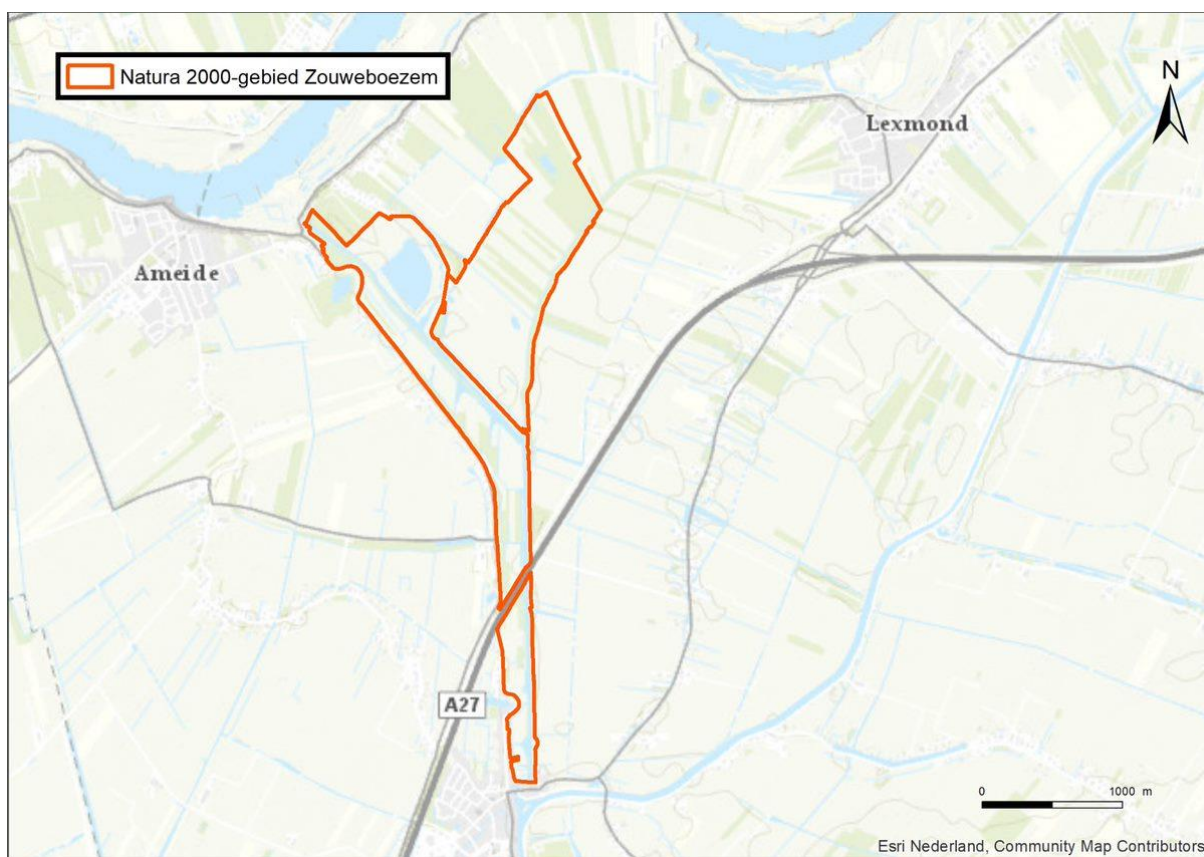 Natura 2000-gebied Zouweboezem
N
Lexmond
Ameide
A27
0 1000 m
Esri Nederland, Community Map Contributors